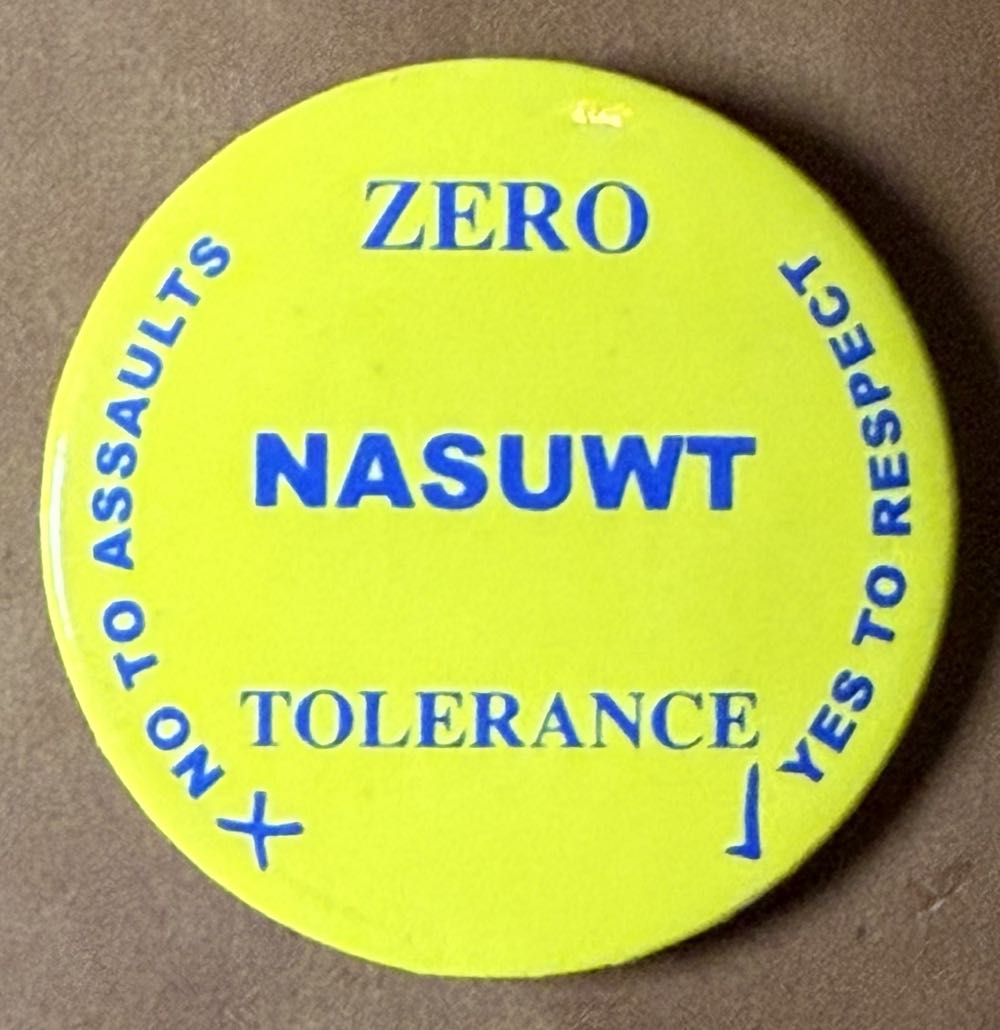 ZERO
NASUWT
TOLERANCE
NO TO ASSAULTS
YES TO RESPECT